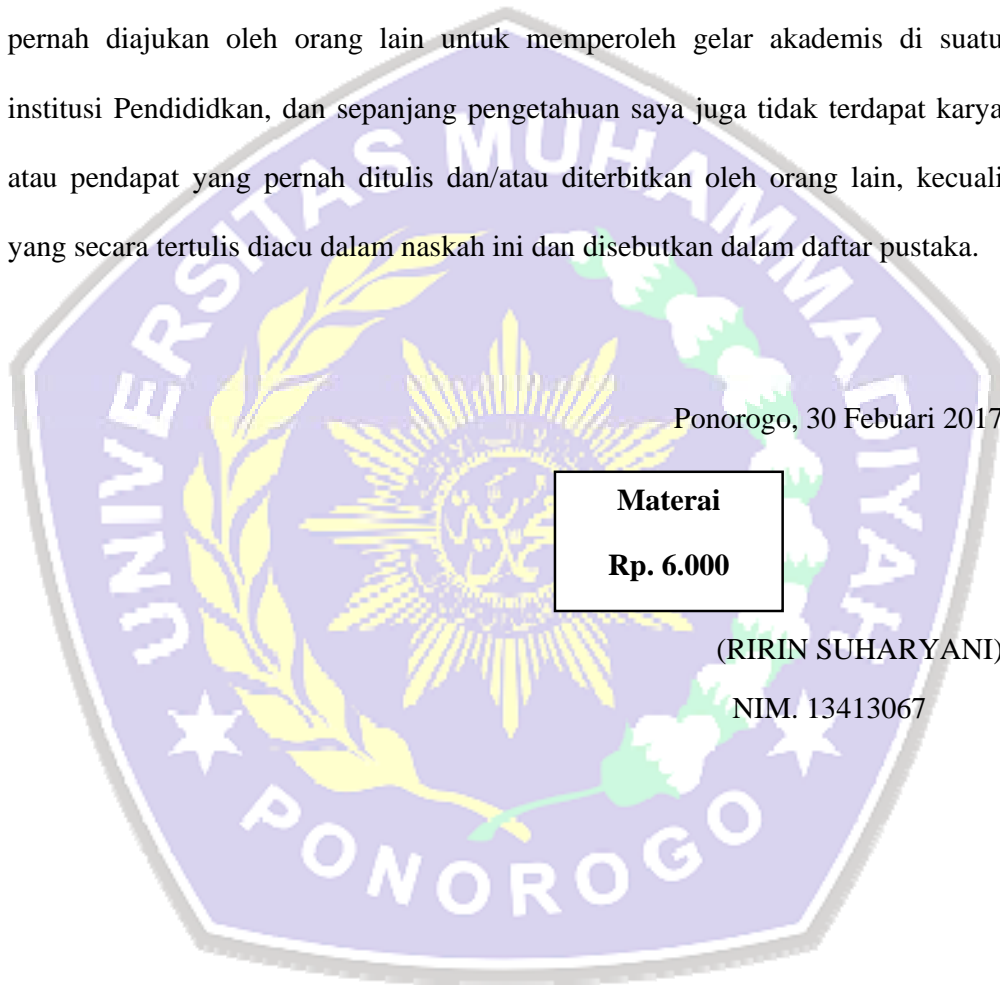 pernah diajukan oleh orang lain untuk memperoleh gelar akademis di suatu
institusi Pendididkan, dan sepanjang pengetahuan saya juga tidak terdapat karya
atau pendapat yang pernah ditulis dan/atau diterbitkan oleh orang lain, kecuali
yang secara tertulis diacu dalam naskah ini dan disebutkan dalam daftar pustaka.
UNIVERSITAS MUHAMMADIYAH
Ponorogo, 30 Febuari 2017
Materai
Rp. 6.000
(RIRIN SUHARYANI)
NIM. 13413067
PONOROGO